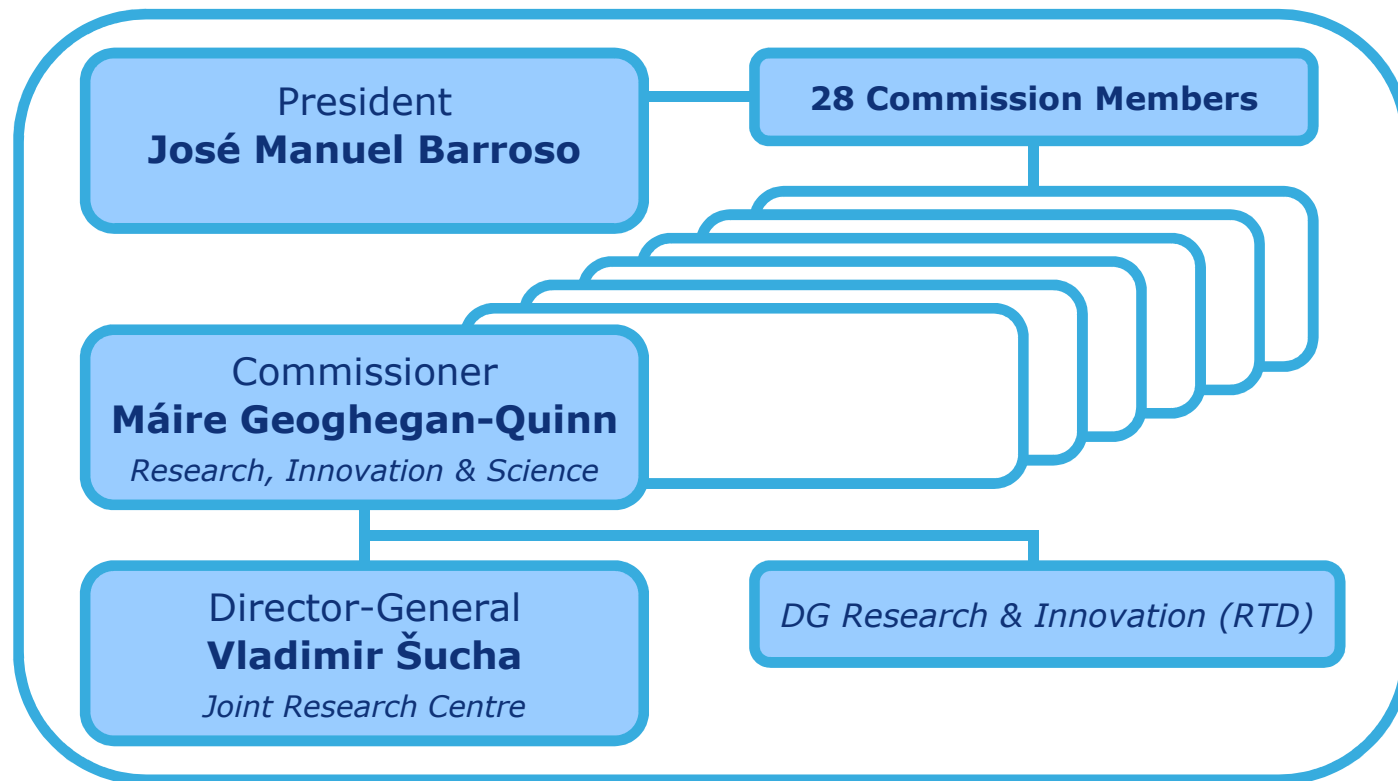 President
José Manuel Barroso
28 Commission Members
Commissioner
Máire Geoghegan-Quinn
Research, Innovation & Science
Director-General
Vladimir Šucha
Joint Research Centre
DG Research & Innovation (RTD)